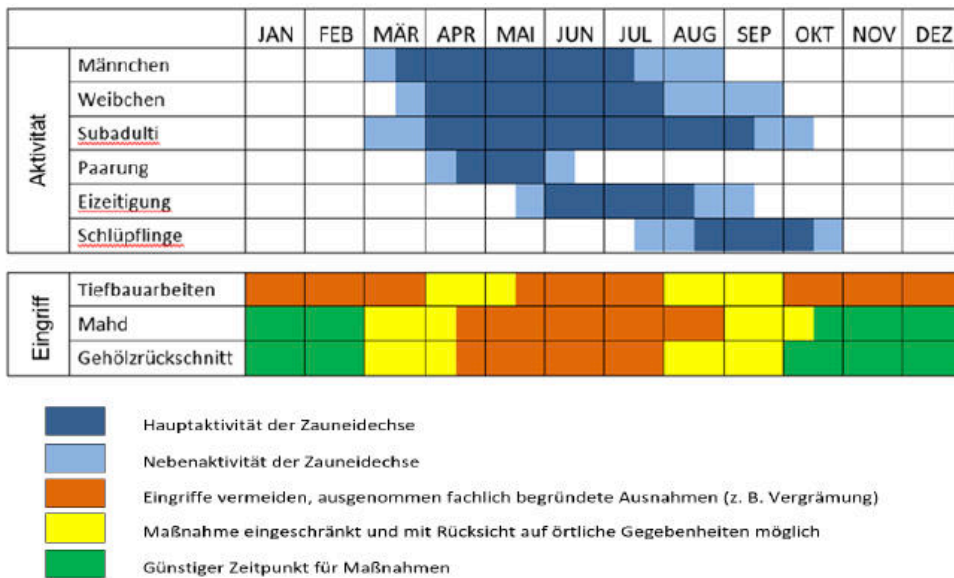 JAN FEB MÄR APR MAI JUN JUL AUG SEP OKT NOV DEZ
Aktivität
Männchen
Weibchen
Subadulti
Paarung
Eizeitigung
Schlüpflinge
Eingriff
Tiefbauarbeiten
Mahd
Gehölzrückschnitt
Hauptaktivität der Zauneidechse
Nebenaktivität der Zauneidechse
Eingriffe vermeiden, ausgenommen fachlich begründete Ausnahmen (z. B. Vergrämung)
Maßnahme eingeschränkt und mit Rücksicht auf örtliche Gegebenheiten möglich
Günstiger Zeitpunkt für Maßnahmen